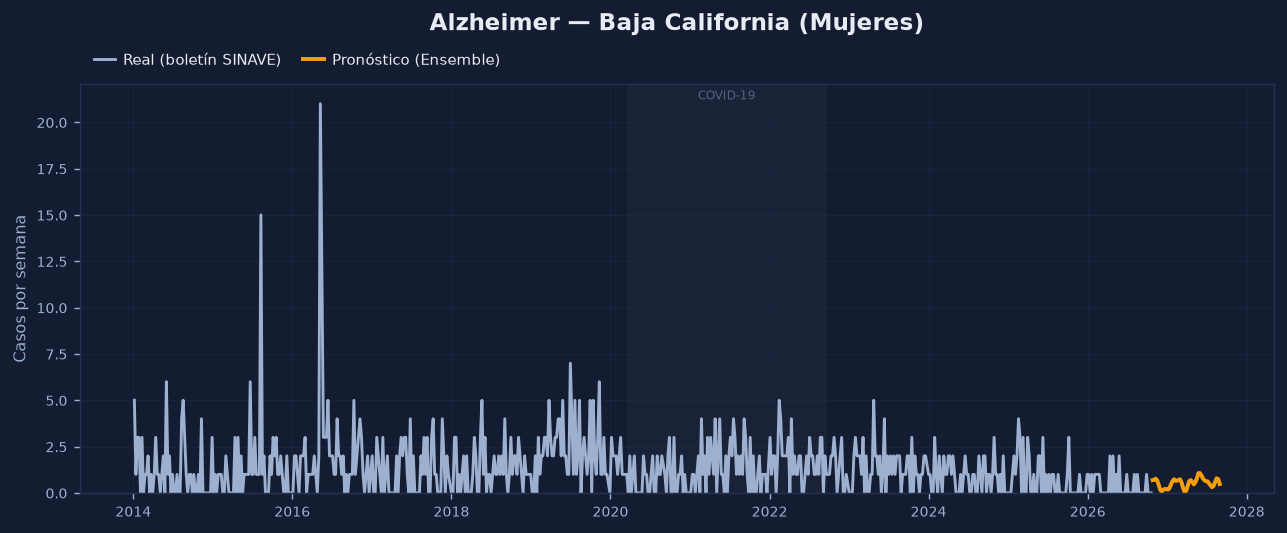 Alzheimer — Baja California (Mujeres)
Real (boletín SINAVE)
Pronóstico (Ensemble)
COVID-19
Casos por semana
20.0
17.5
15.0
12.5
10.0
7.5
5.0
2.5
0.0
2014 2016 2018 2020 2022 2024 2026 2028